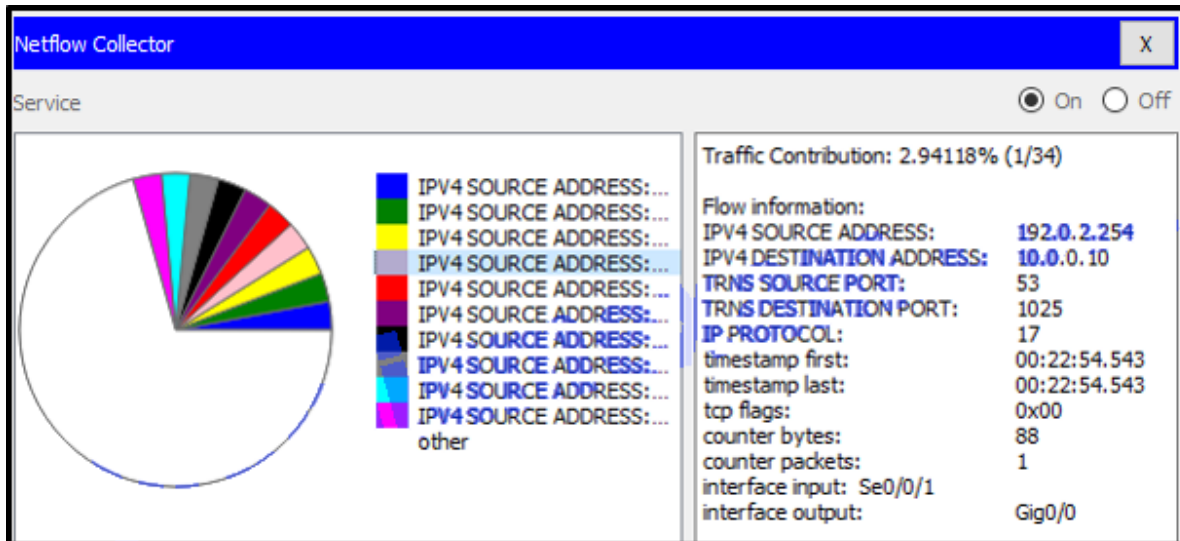 Netflow Collector
X
Service
On
Off
IPV4 SOURCE ADDRESS:...
IPV4 SOURCE ADDRESS:...
IPV4 SOURCE ADDRESS:...
IPV4 SOURCE ADDRESS:...
IPV4 SOURCE ADDRESS:...
IPV4 SOURCE ADDRESS:...
IPV4 SOURCE ADDRESS:...
IPV4 SOURCE ADDRESS:...
IPV4 SOURCE ADDRESS:...
IPV4 SOURCE ADDRESS:...
other
Traffic Contribution: 2.94118% (1/34)
Flow information:
IPV4 SOURCE ADDRESS: 192.0.2.254
IPV4 DESTINATION ADDRESS: 10.0.0.10
TRNS SOURCE PORT: 53
TRNS DESTINATION PORT: 1025
IP PROTOCOL: 17
timestamp first: 00:22:54.543
timestamp last: 00:22:54.543
tcp flags: 0x00
counter bytes: 88
counter packets: 1
interface input: Se0/0/1
interface output: Gig0/0